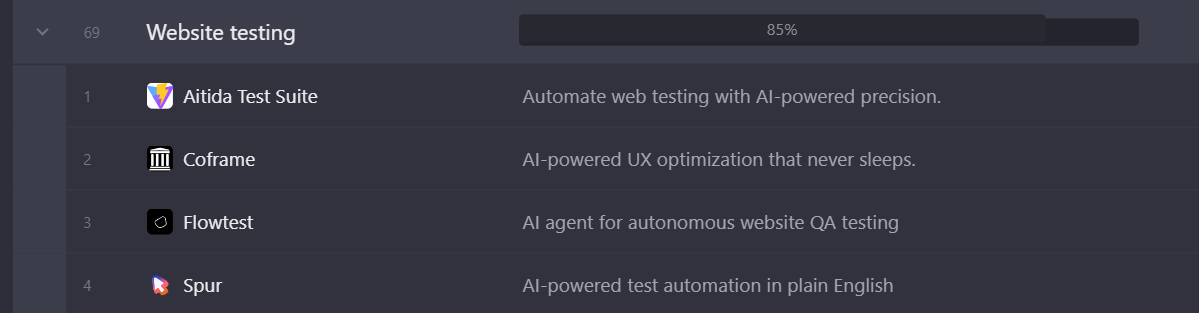 69 Website testing 85%
1 Aitida Test Suite Automate web testing with AI-powered precision.
2 Coframe AI-powered UX optimization that never sleeps.
3 Flowtest AI agent for autonomous website QA testing
4 Spur AI-powered test automation in plain English